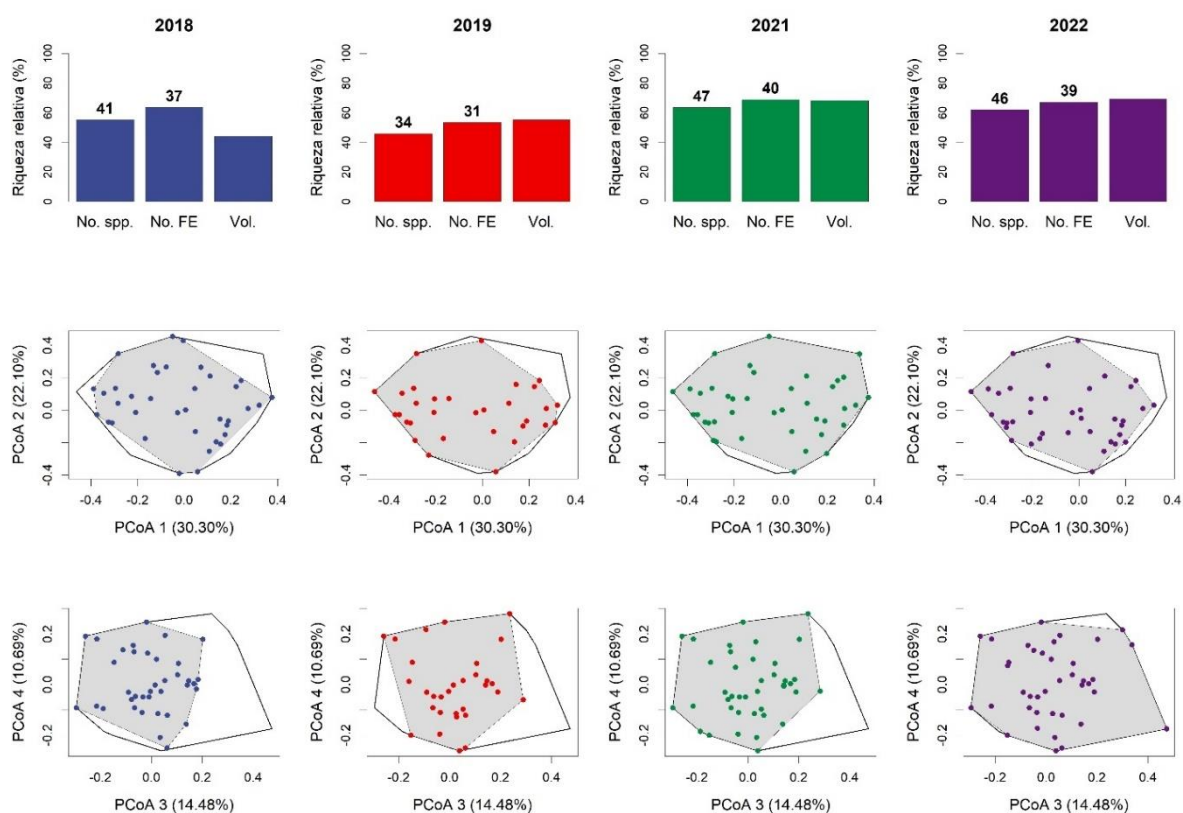 2018
2019
2021
2022
Riqueza relativa (%)
0 20 40 60 80 100
41
37
No. spp. No. FE Vol.
Riqueza relativa (%)
0 20 40 60 80 100
34
31
No. spp. No. FE Vol.
Riqueza relativa (%)
0 20 40 60 80 100
47
40
No. spp. No. FE Vol.
Riqueza relativa (%)
0 20 40 60 80 100
46
39
No. spp. No. FE Vol.
PCoA 2 (22.10%)
-0.4 0.0 0.2 0.4
-0.4 -0.2 0.0 0.2 0.4
PCoA 1 (30.30%)
PCoA 2 (22.10%)
-0.4 0.0 0.2 0.4
-0.4 -0.2 0.0 0.2 0.4
PCoA 1 (30.30%)
PCoA 2 (22.10%)
-0.4 0.0 0.2 0.4
-0.4 -0.2 0.0 0.2 0.4
PCoA 1 (30.30%)
PCoA 2 (22.10%)
-0.4 0.0 0.2 0.4
-0.4 -0.2 0.0 0.2 0.4
PCoA 1 (30.30%)
PCoA 4 (10.69%)
-0.2 0.0 0.2
-0.2 0.0 0.2 0.4
PCoA 3 (14.48%)
PCoA 4 (10.69%)
-0.2 0.0 0.2
-0.2 0.0 0.2 0.4
PCoA 3 (14.48%)
PCoA 4 (10.69%)
-0.2 0.0 0.2
-0.2 0.0 0.2 0.4
PCoA 3 (14.48%)
PCoA 4 (10.69%)
-0.2 0.0 0.2
-0.2 0.0 0.2 0.4
PCoA 3 (14.48%)